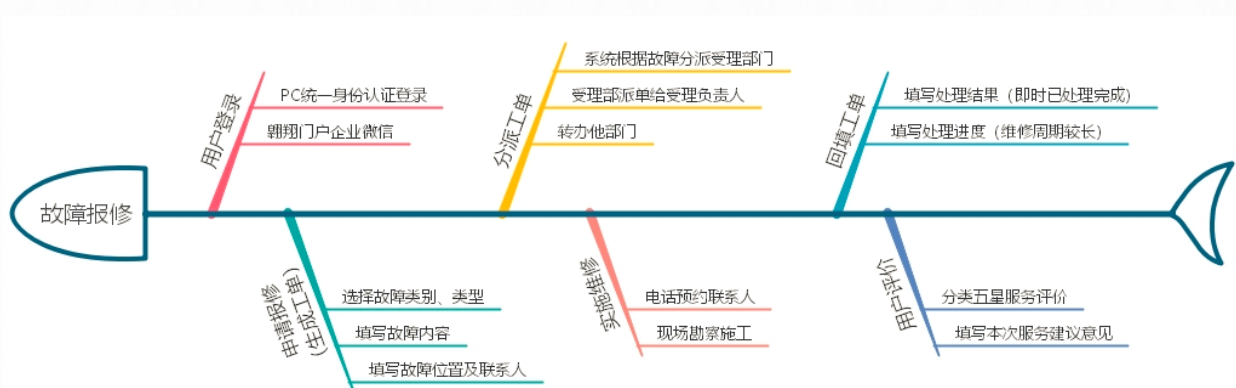 故障报修
用户登录
PC统一身份认证登录
翱翔门户企业微信
申请报修
(生成工单)
选择故障类别、类型
填写故障内容
填写故障位置及联系人
分派工单
系统根据故障分派受理部门
受理部派单给受理负责人
转办他部门
实施维修
电话预约联系人
现场勘察施工
回填工单
填写处理结果（即时已处理完成）
填写处理进度（维修周期较长）
用户评价
分类五星服务评价
填写本次服务建议意见